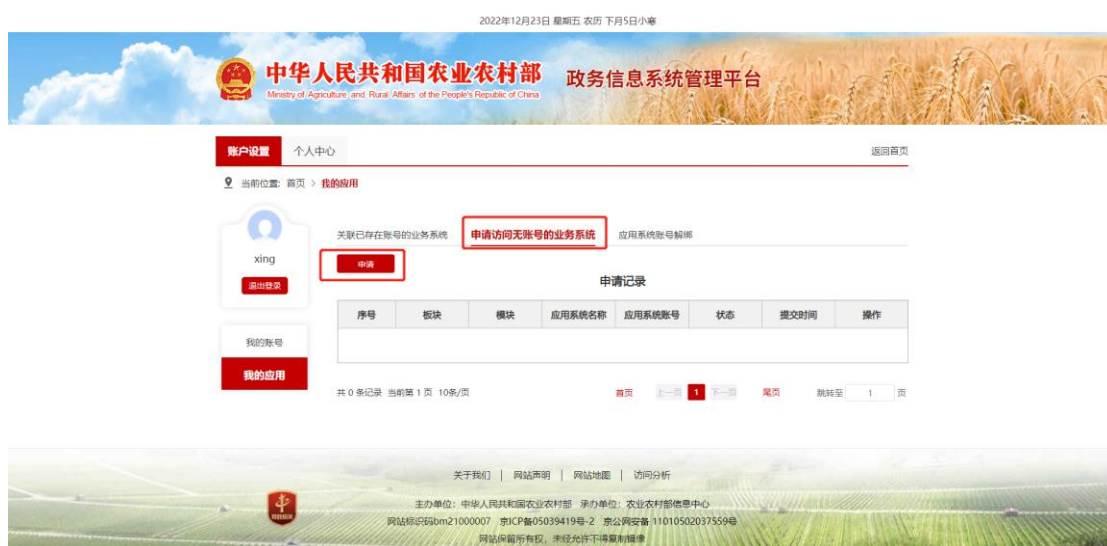 2022年12月23日 星期五 农历 下月5日小寒
中华人民共和国农业农村部 政务信息系统管理平台
Ministry of Agriculture and Rural Affairs of the People's Republic of China
账户设置 个人中心 返回首页
当前位置: 首页 > 我的应用
关联已存在账号的业务系统 申请访问无账号的业务系统 应用系统账号解绑
xing
申请
退出登录
申请记录
序号 板块 模块 应用系统名称 应用系统账号 状态 提交时间 操作
我的账号
我的应用
共 0 条记录 当前第 1 页 10条/页 首页 上一页 1 下一页 尾页 跳转至 1 页
关于我们 | 网站声明 | 网站地图 | 访问分析
主办单位: 中华人民共和国农业农村部 承办单位: 农业农村部信息中心
网站标识码bm21000007 京ICP备05039419号-2 京公网安备 11010502037559号
网站保留所有权, 未经允许不得复制镜像